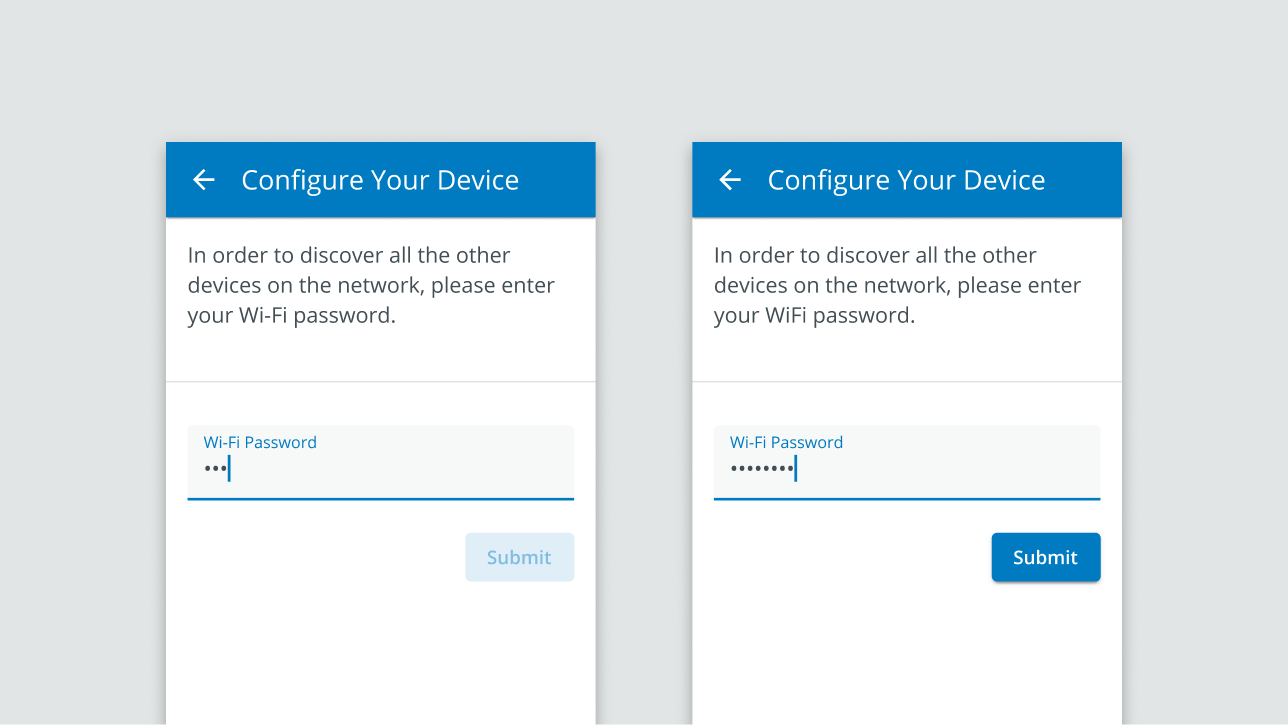 Configure Your Device
In order to discover all the other
devices on the network, please enter
your Wi-Fi password.
Wi-Fi Password
•••
Submit
Configure Your Device
In order to discover all the other
devices on the network, please enter
your WiFi password.
Wi-Fi Password
••••••••
Submit